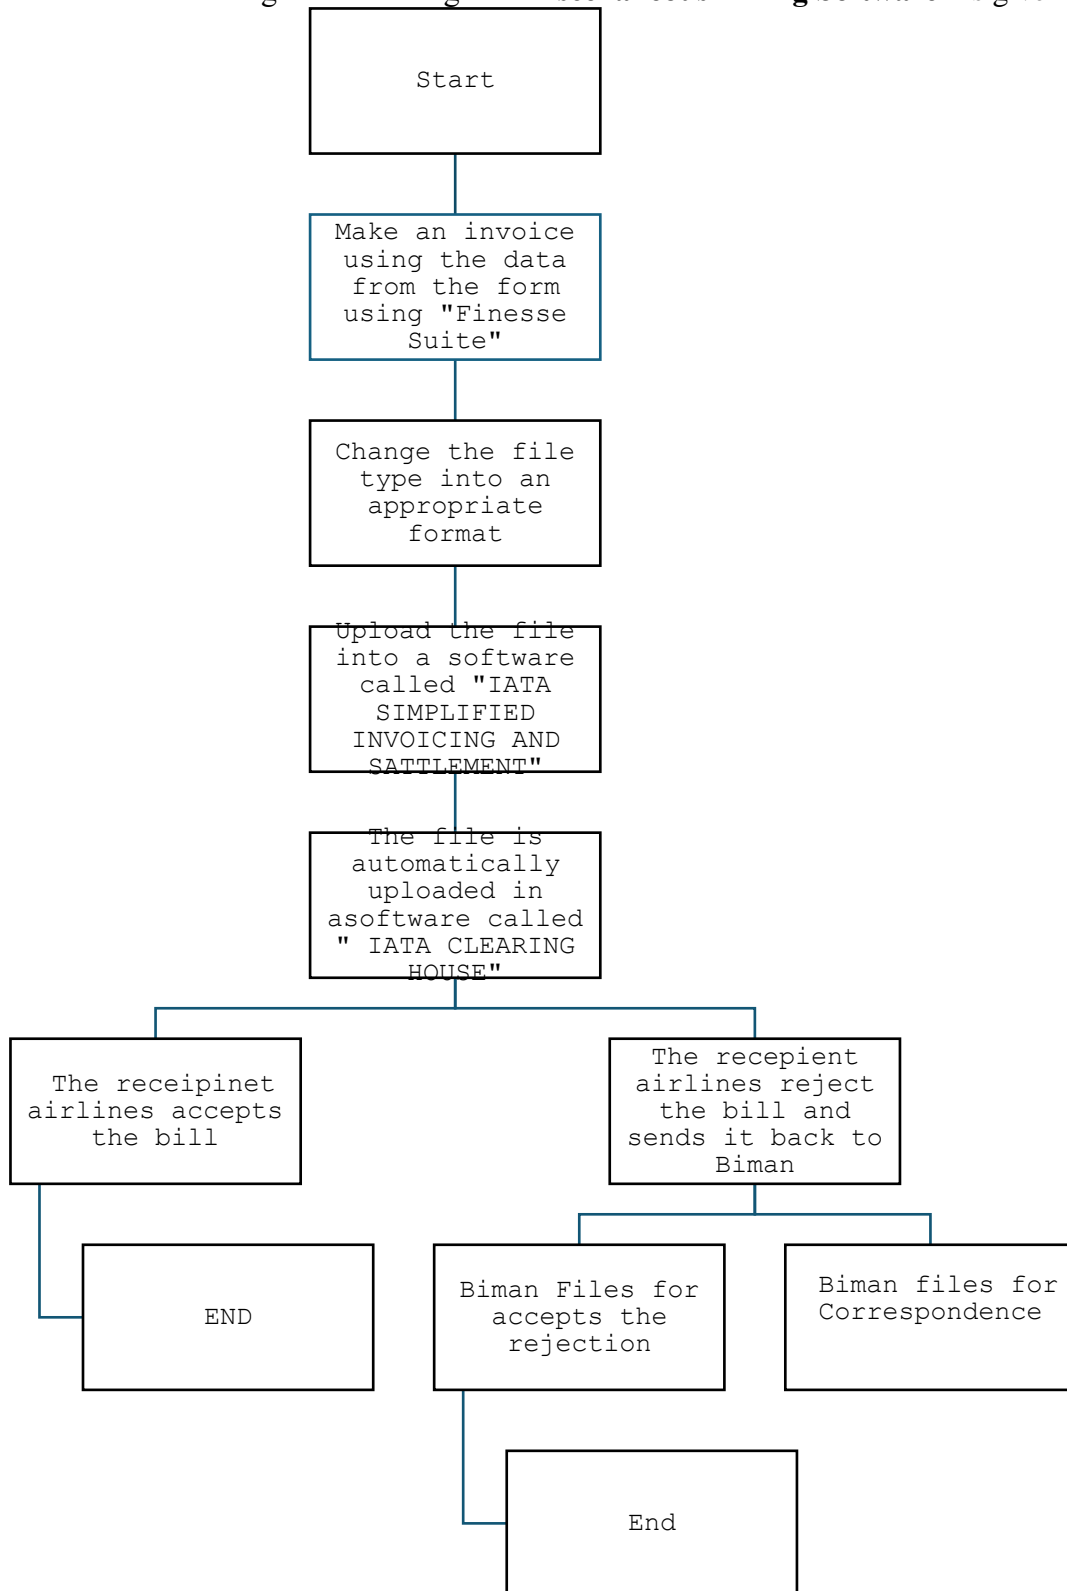 Start
Make an invoice
using the data
from the form
using "Finesse
Suite"
Change the file
type into an
appropriate
format
Upload the file
into a software
called "IATA
SIMPLIFIED
INVOICING AND
SATTLEMENT"
The file is
automatically
uploaded in
asoftware called
" IATA CLEARING
HOUSE"
The receipinet
airlines accepts
the bill
The recepient
airlines reject
the bill and
sends it back to
Biman
END
Biman Files for
accepts the
rejection
Biman files for
Correspondence
End